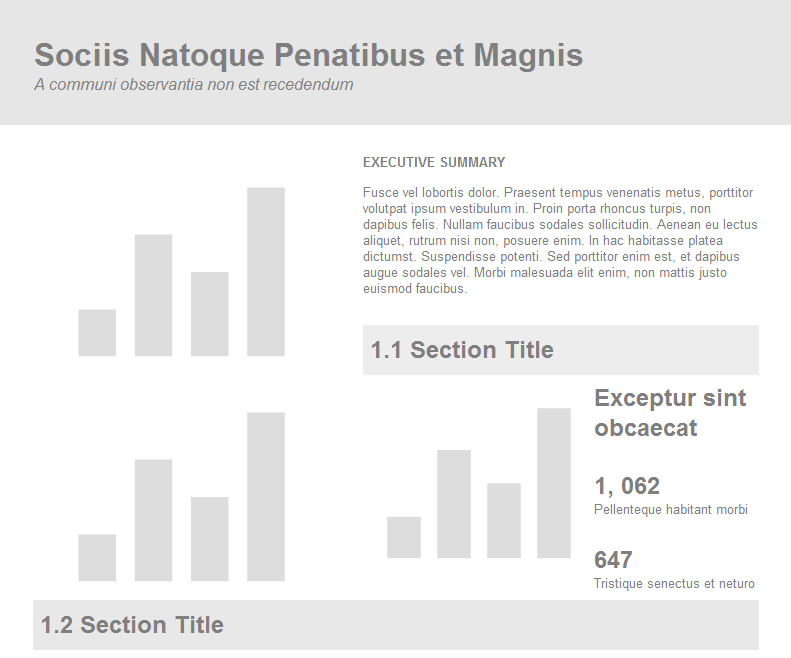 Sociis Natoque Penatibus et Magnis
A communi observantia non est recedendum
EXECUTIVE SUMMARY
Fusce vel lobortis dolor. Praesent tempus venenatis metus, porttitor
volutpat ipsum vestibulum in. Proin porta rhoncus turpis, non
dapibus felis. Nullam faucibus sodales sollicitudin. Aenean eu lectus
aliquet, rutrum nisi non, posuere enim. In hac habitasse platea
dictumst. Suspendisse potenti. Sed porttitor enim est, et dapibus
augue sodales vel. Morbi malesuada elit enim, non mattis justo
euismod faucibus.
1.1 Section Title
Exceptur sint
obcaecat
1, 062
Pellenteque habitant morbi
647
Tristique senectus et neturo
1.2 Section Title